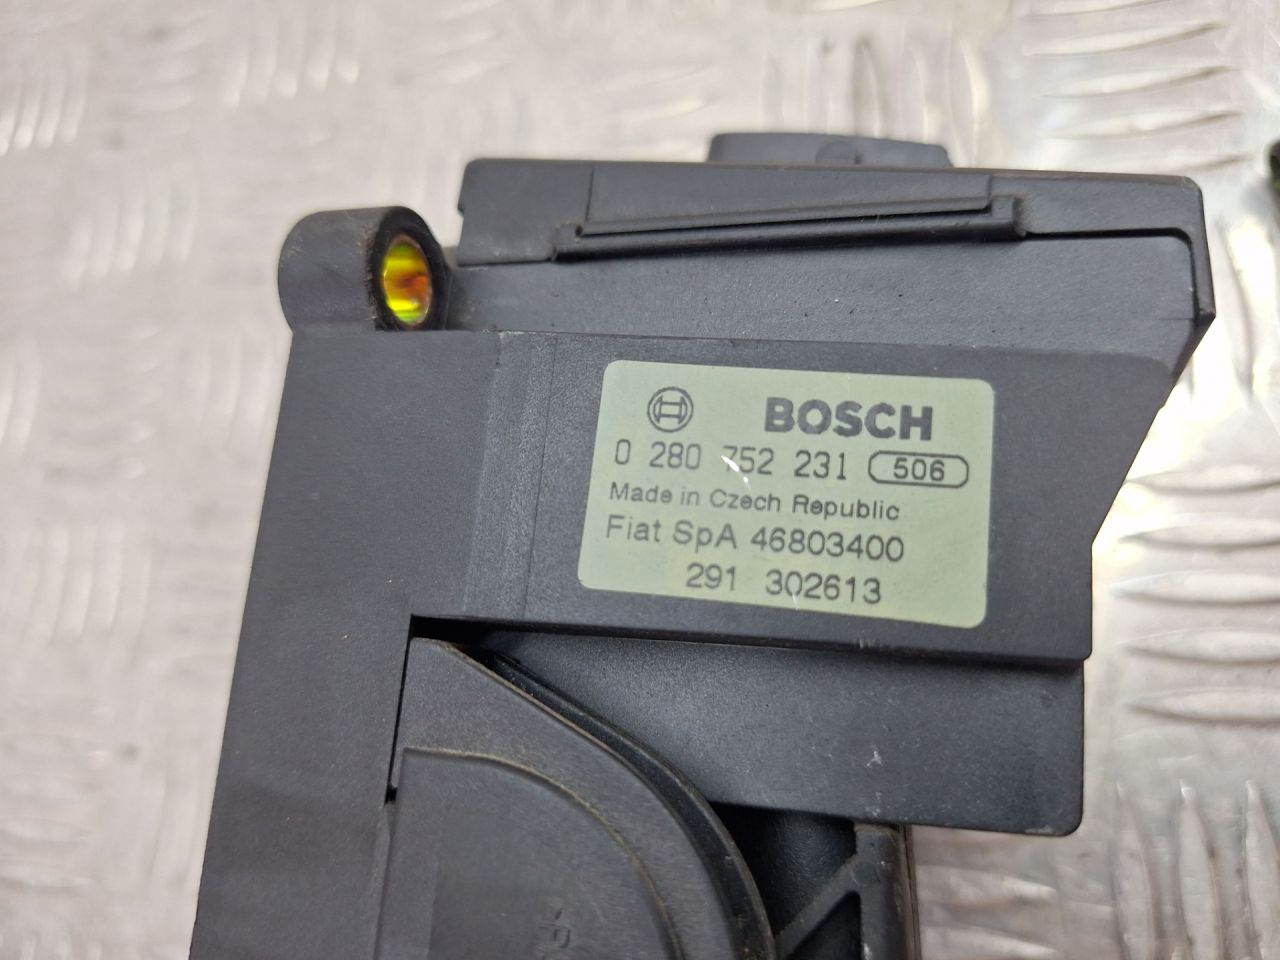 BOSCH
0 280 752 231 506
Made in Czech Republic
Fiat SpA 46803400
291 302613